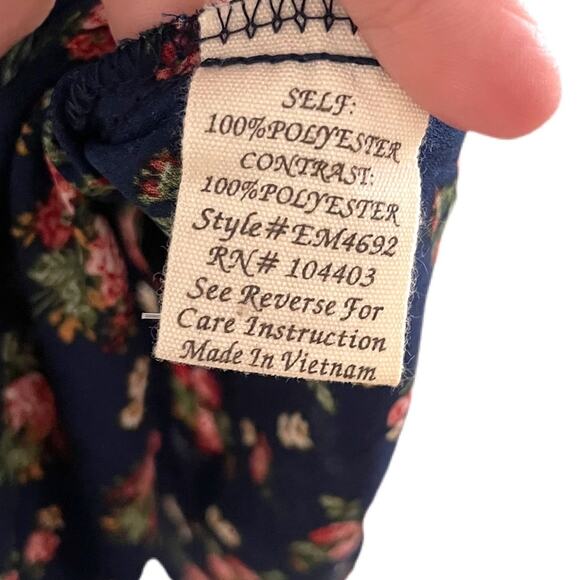 SELF:
100%POLYESTER
CONTRAST:
100%POLYESTER
Style#EM4692
RN# 104403
See Reverse For
Care Instruction
Made In Vietnam